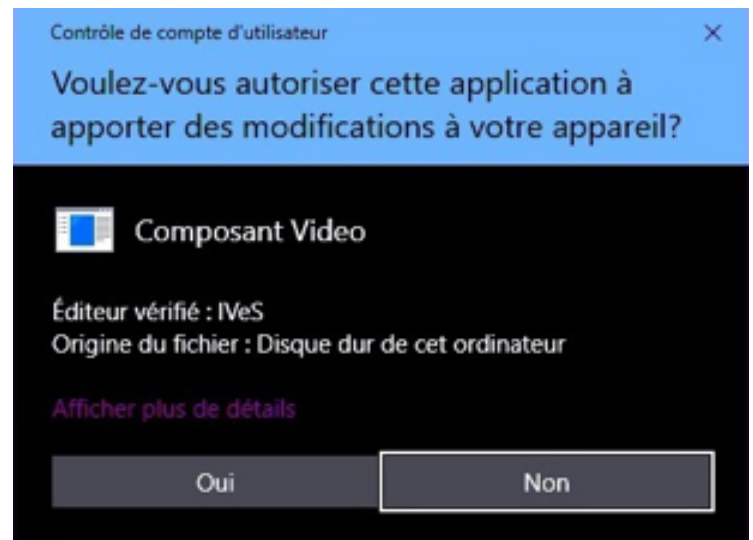 Contrôle de compte d'utilisateur
Voulez-vous autoriser cette application à
apporter des modifications à votre appareil?
Composant Video
Éditeur vérifié : IVeS
Origine du fichier : Disque dur de cet ordinateur
Afficher plus de détails
Oui
Non